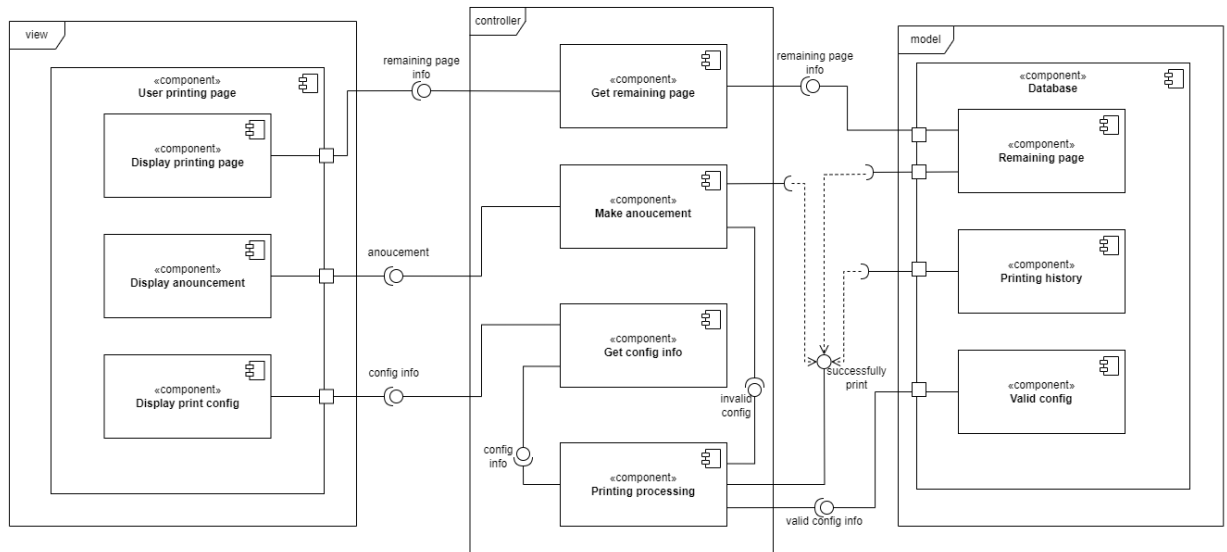 view
«component»
User printing page
«component»
Display printing page
«component»
Display anouncement
«component»
Display print config
remaining page
info
anoucement
config info
controller
«component»
Get remaining page
«component»
Make anoucement
«component»
Get config info
config
info
invalid
config
«component»
Printing processing
remaining page
info
successfully
print
valid config info
model
«component»
Database
«component»
Remaining page
«component»
Printing history
«component»
Valid config